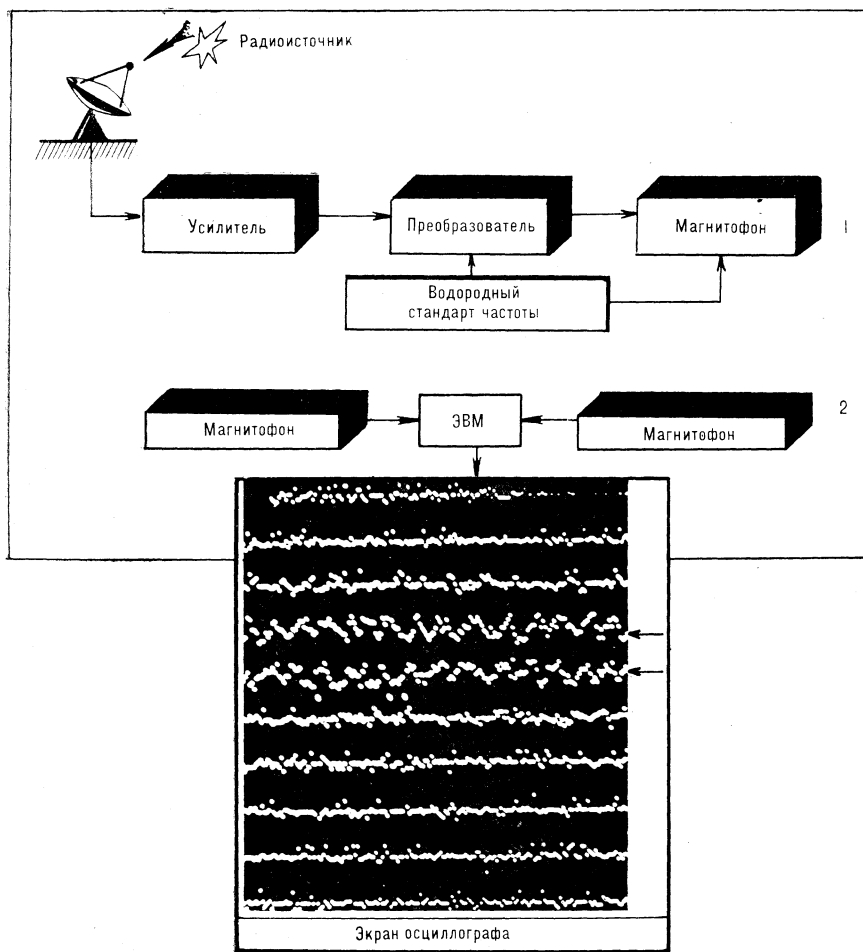 Радиоисточник
Усилитель
Преобразователь
Магнитофон
1
Водородный
стандарт частоты
Магнитофон
ЭВМ
Магнитофон
2
Экран осциллографа